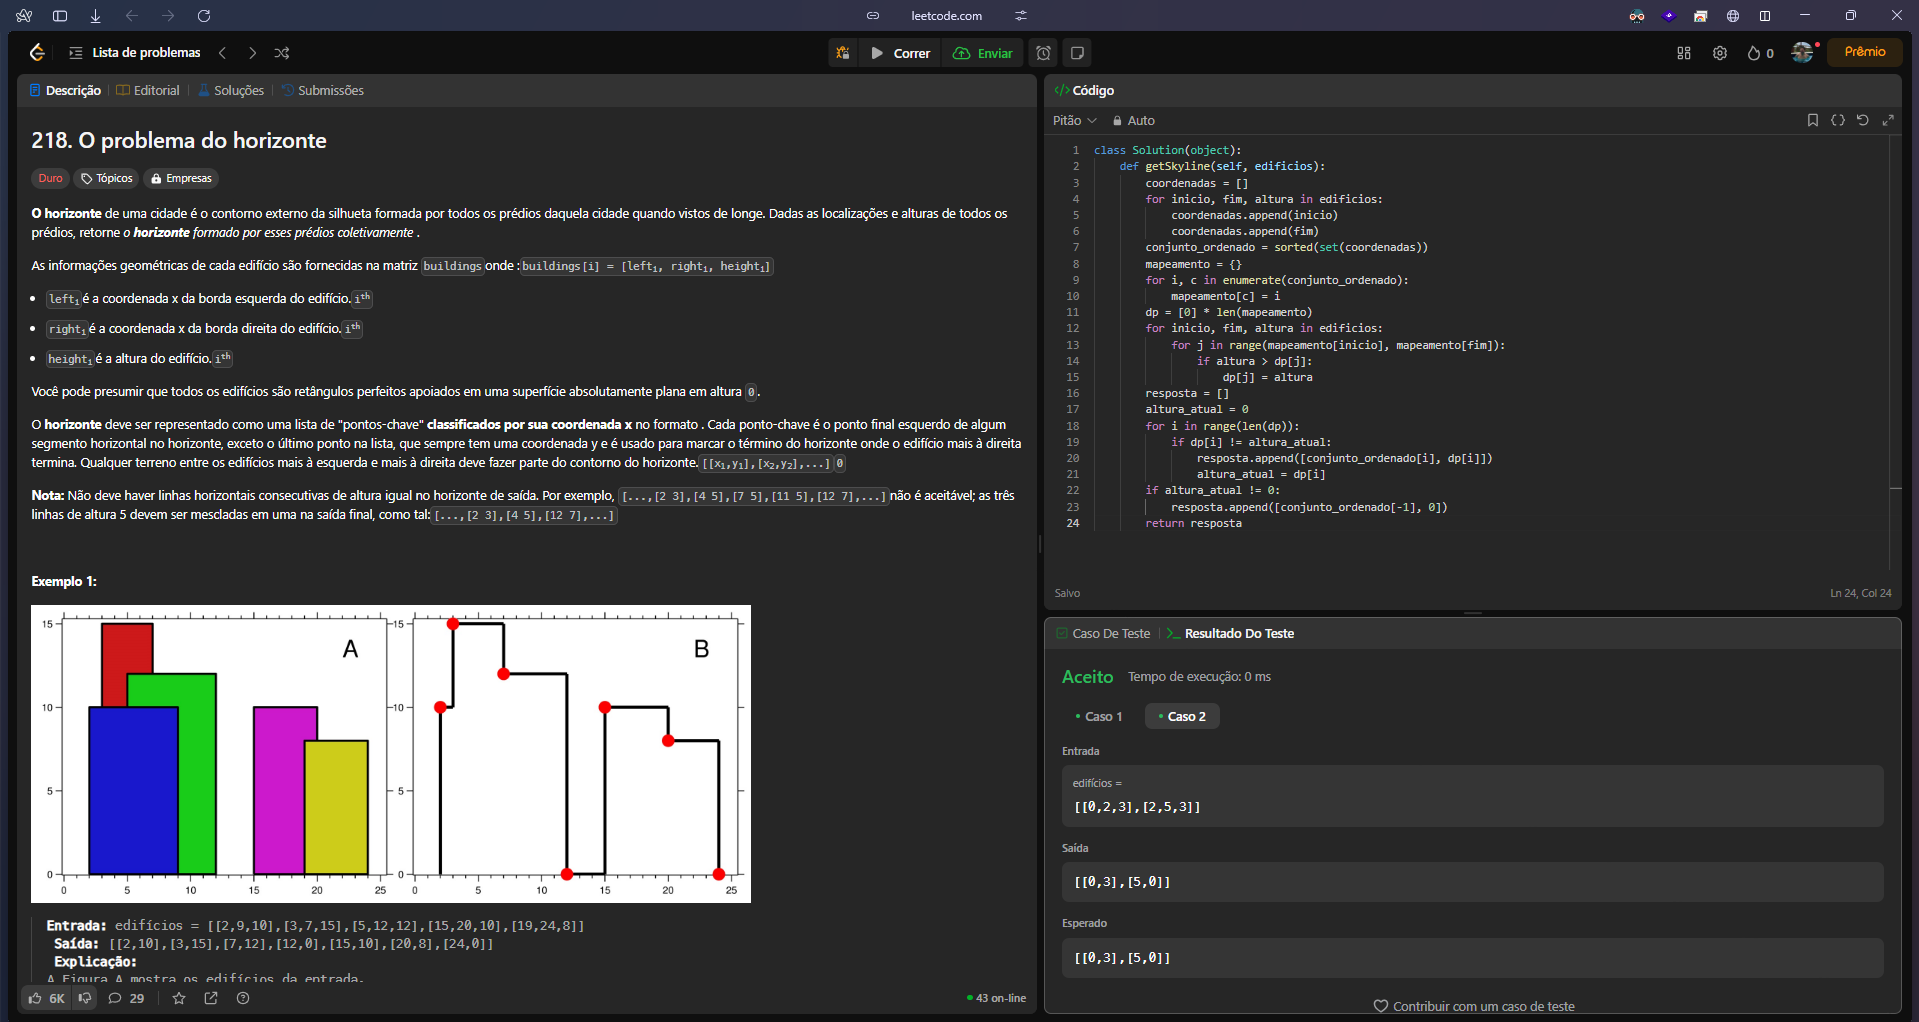 leetcode.com
Lista de problemas
Correr
Enviar
0
Prêmio
Descrição
Editorial
Soluções
Submissões
218. O problema do horizonte
Duro
Tópicos
Empresas
O horizonte de uma cidade é o contorno externo da silhueta formada por todos os prédios daquela cidade quando vistos de longe. Dadas as localizações e alturas de todos os
prédios, retorne o horizonte formado por esses prédios coletivamente .
As informações geométricas de cada edifício são fornecidas na matriz buildings onde : buildings[i] = [left₁, right₁, height₁]
• left₁ é a coordenada x da borda esquerda do edifício. iᵗʰ
• right₁ é a coordenada x da borda direita do edifício. iᵗʰ
• height₁ é a altura do edifício. iᵗʰ
Você pode presumir que todos os edifícios são retângulos perfeitos apoiados em uma superfície absolutamente plana em altura 0.
O horizonte deve ser representado como uma lista de "pontos-chave" classificados por sua coordenada x no formato . Cada ponto-chave é o ponto final esquerdo de algum
segmento horizontal no horizonte, exceto o último ponto na lista, que sempre tem uma coordenada y e é usado para marcar o término do horizonte onde o edifício mais à direita
termina. Qualquer terreno entre os edifícios mais à esquerda e mais à direita deve fazer parte do contorno do horizonte. [[x₁,y₁],[x₂,y₂],...] 0
Nota: Não deve haver linhas horizontais consecutivas de altura igual no horizonte de saída. Por exemplo, [...,[2 3],[4 5],[7 5],[11 5],[12 7],...] não é aceitável; as três
linhas de altura 5 devem ser mescladas em uma na saída final, como tal: [...,[2 3],[4 5],[12 7],...]
Exemplo 1:
15
10
5
0
0 5 10 15 20 25
A
15
10
5
0
0 5 10 15 20 25
B
Entrada: edifícios = [[2,9,10],[3,7,15],[5,12,12],[15,20,10],[19,24,8]]
Saída: [[2,10],[3,15],[7,12],[12,0],[15,10],[20,8],[24,0]]
Explicação:
A Figura A mostra os edifícios da entrada.
6K
29
43 on-line
</> Código
Pitão
Auto
1 class Solution(object):
2 def getSkyline(self, edificios):
3 coordenadas = []
4 for inicio, fim, altura in edificios:
5 coordenadas.append(inicio)
6 coordenadas.append(fim)
7 conjunto_ordenado = sorted(set(coordenadas))
8 mapeamento = {}
9 for i, c in enumerate(conjunto_ordenado):
10 mapeamento[c] = i
11 dp = [0] * len(mapeamento)
12 for inicio, fim, altura in edificios:
13 for j in range(mapeamento[inicio], mapeamento[fim]):
14 if altura > dp[j]:
15 dp[j] = altura
16 resposta = []
17 altura_atual = 0
18 for i in range(len(dp)):
19 if dp[i] != altura_atual:
20 resposta.append([conjunto_ordenado[i], dp[i]])
21 altura_atual = dp[i]
22 if altura_atual != 0:
23 resposta.append([conjunto_ordenado[-1], 0])
24 return resposta
Salvo
Ln 24, Col 24
Caso De Teste
Resultado Do Teste
Aceito
Tempo de execução: 0 ms
• Caso 1
• Caso 2
Entrada
edifícios =
[[0,2,3],[2,5,3]]
Saída
[[0,3],[5,0]]
Esperado
[[0,3],[5,0]]
Contribuir com um caso de teste